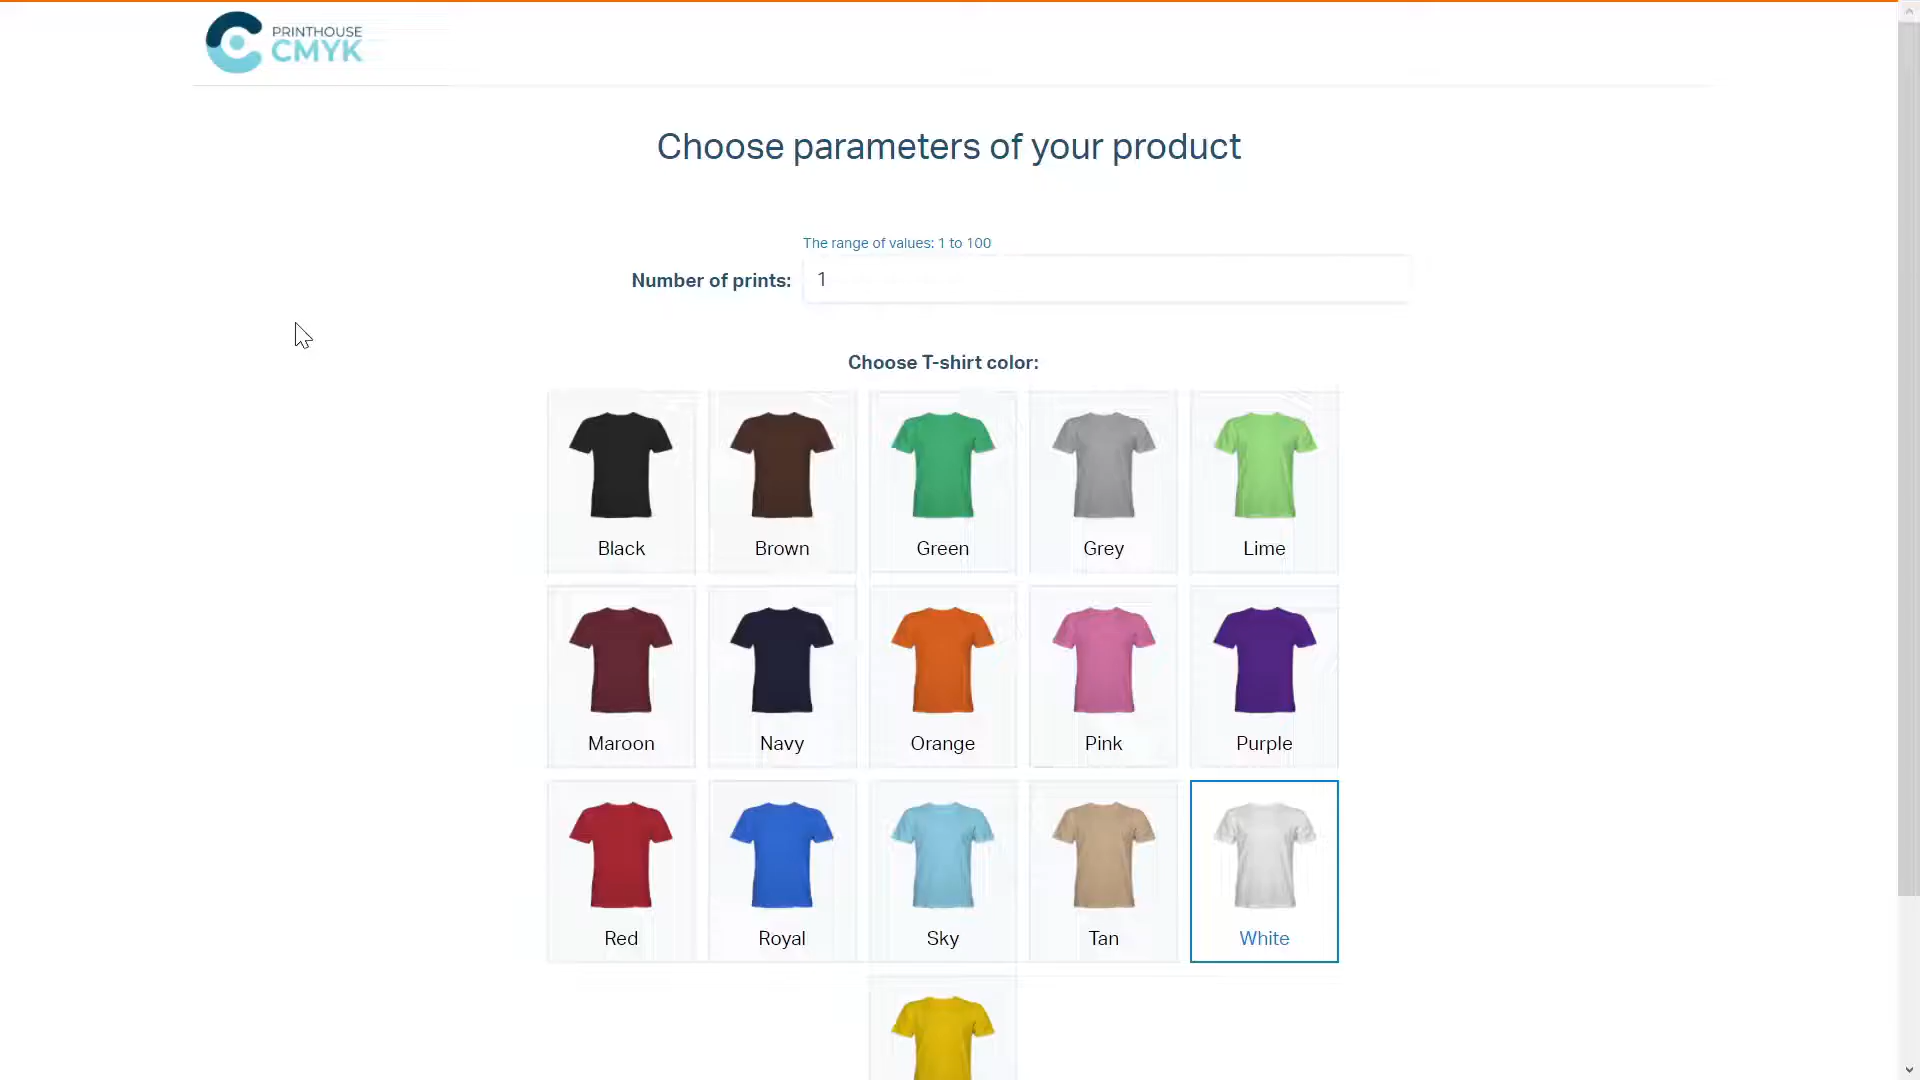 PRINTHOUSE
CMYK
Choose parameters of your product
The range of values: 1 to 100
Number of prints:
1
Choose T-shirt color:
Black
Brown
Green
Grey
Lime
Maroon
Navy
Orange
Pink
Purple
Red
Royal
Sky
Tan
White